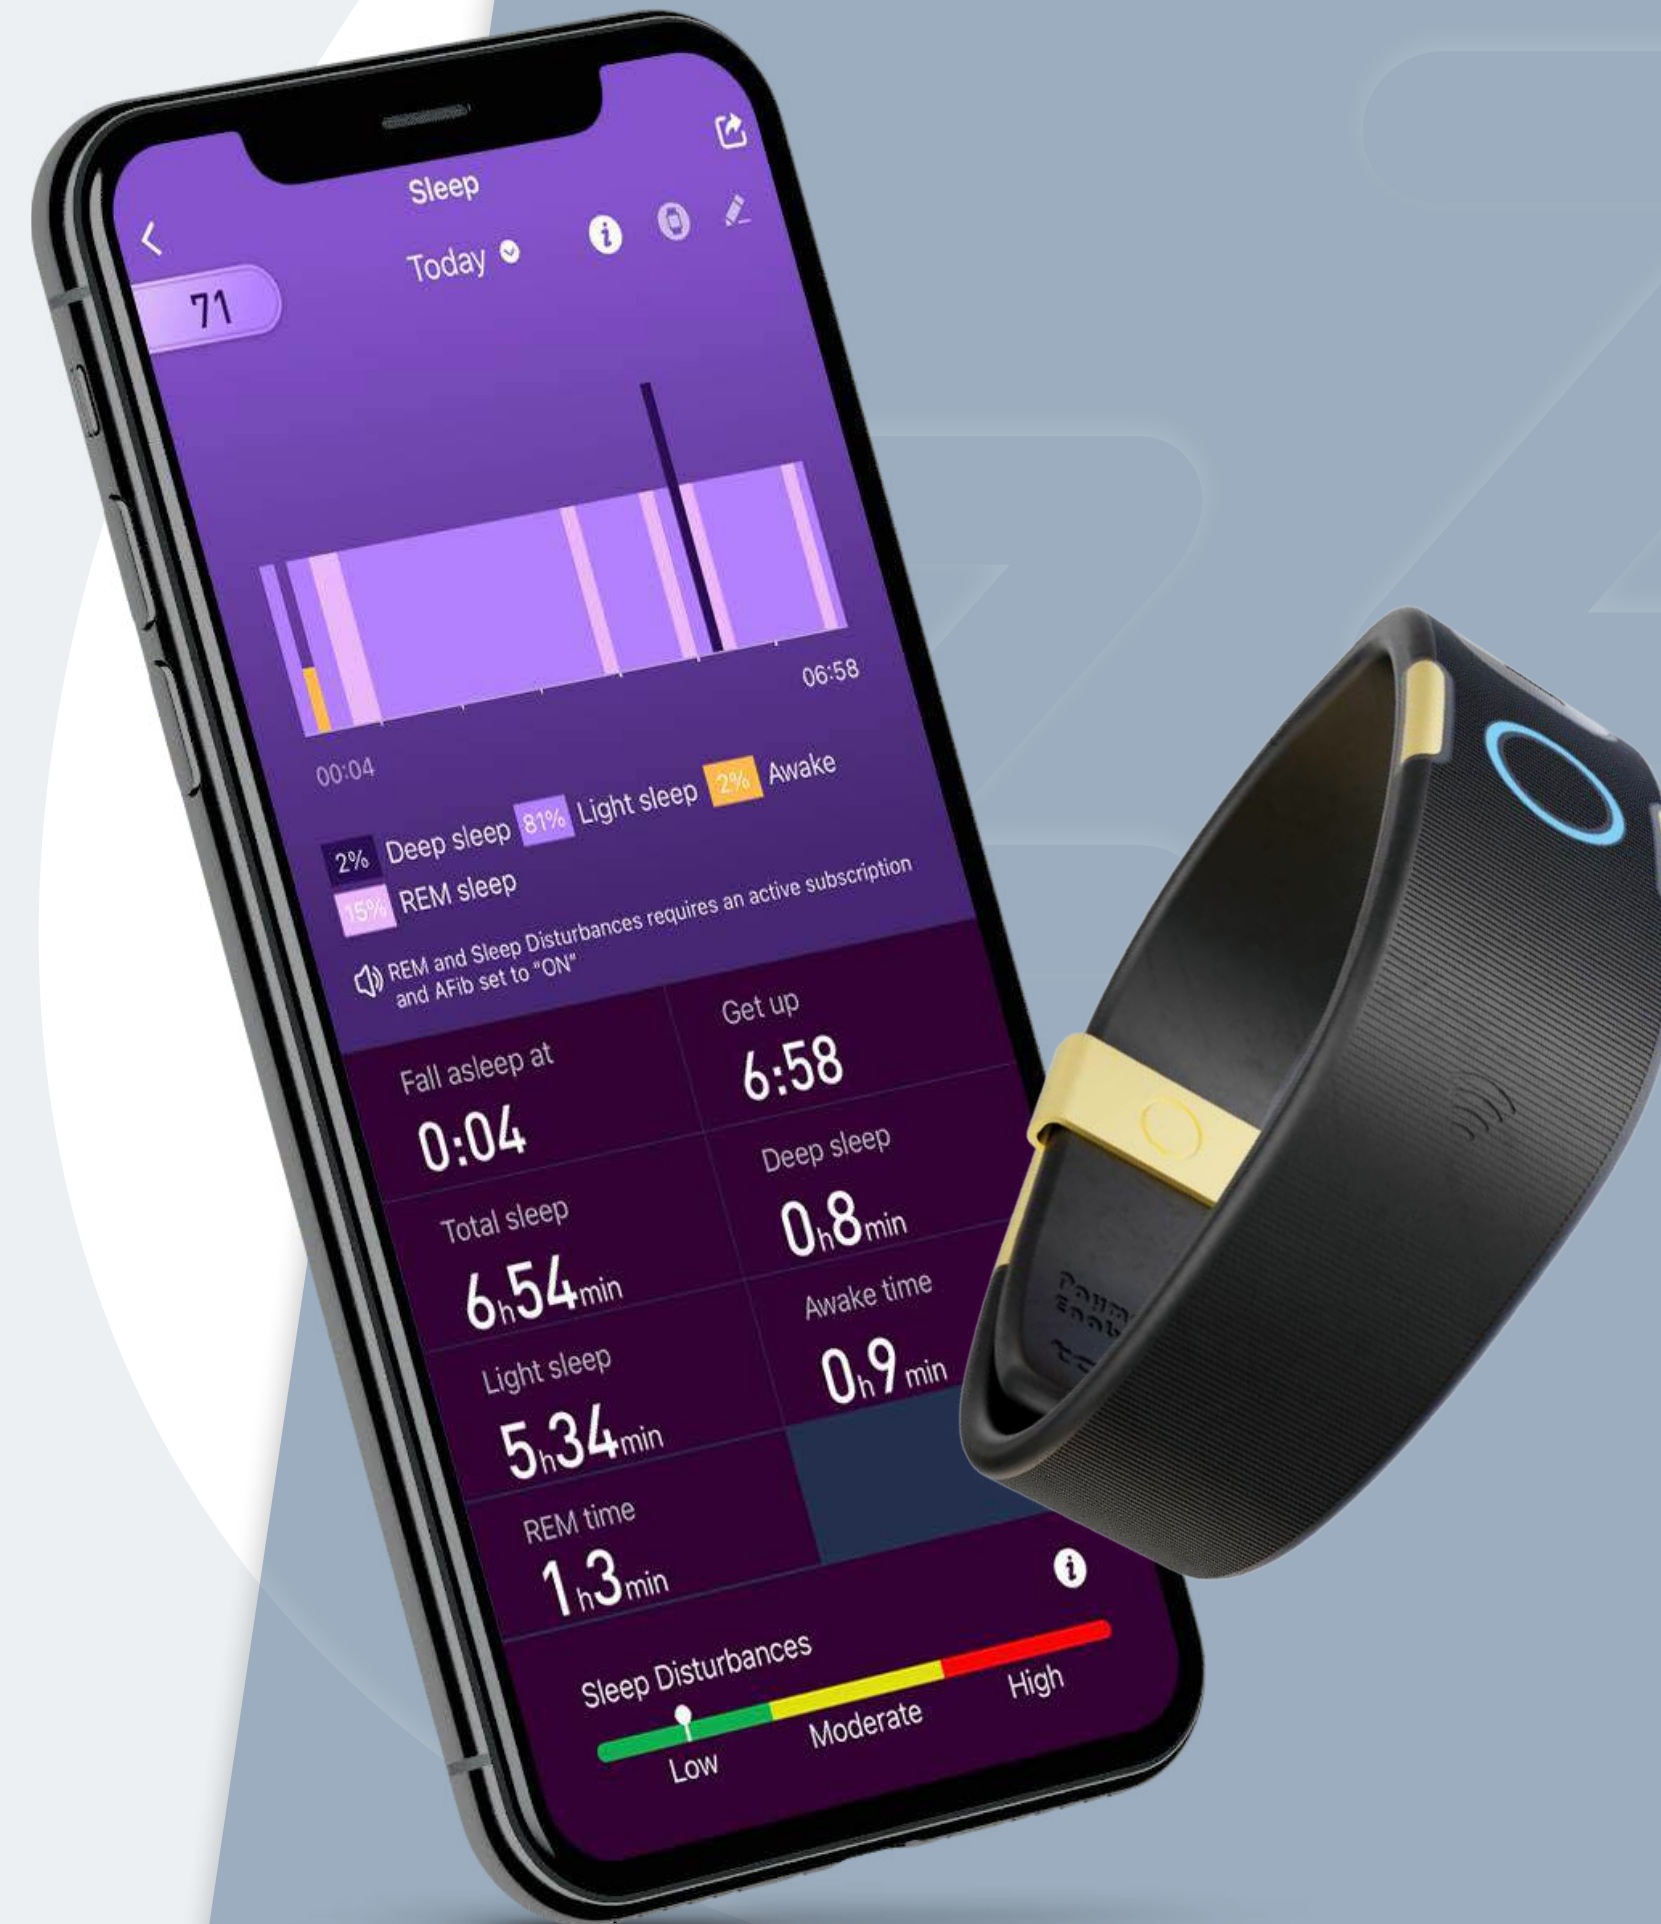 Sleep
Today
71
00:04
06:58
2% Deep sleep 81% Light sleep 2% Awake
15% REM sleep
REM and Sleep Disturbances requires an active subscription
and AFib set to "ON"
Fall asleep at
0:04
Get up
6:58
Total sleep
6h54min
Deep sleep
0h8min
Light sleep
5h34min
Awake time
0h9min
REM time
1h3min
Sleep Disturbances
Low
Moderate
High